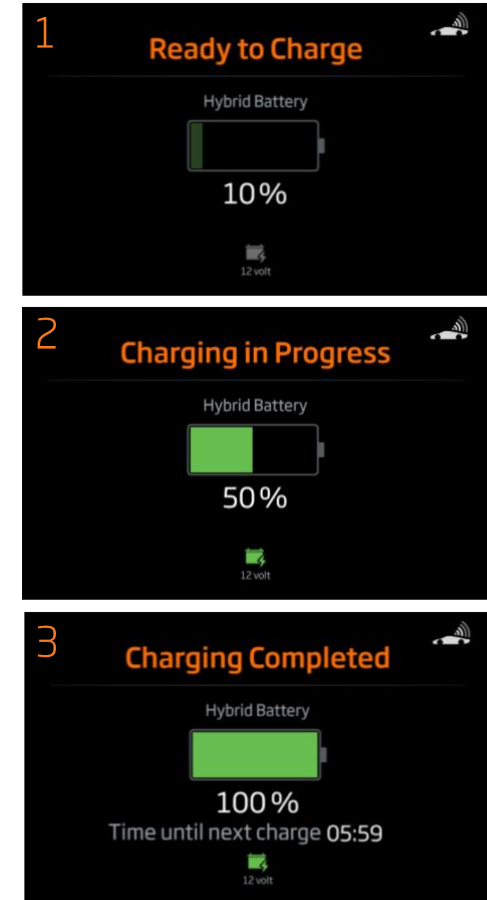 1
Ready to Charge
Hybrid Battery
10%
12 volt
2
Charging in Progress
Hybrid Battery
50%
12 volt
3
Charging Completed
Hybrid Battery
100%
Time until next charge 05:59
12 volt